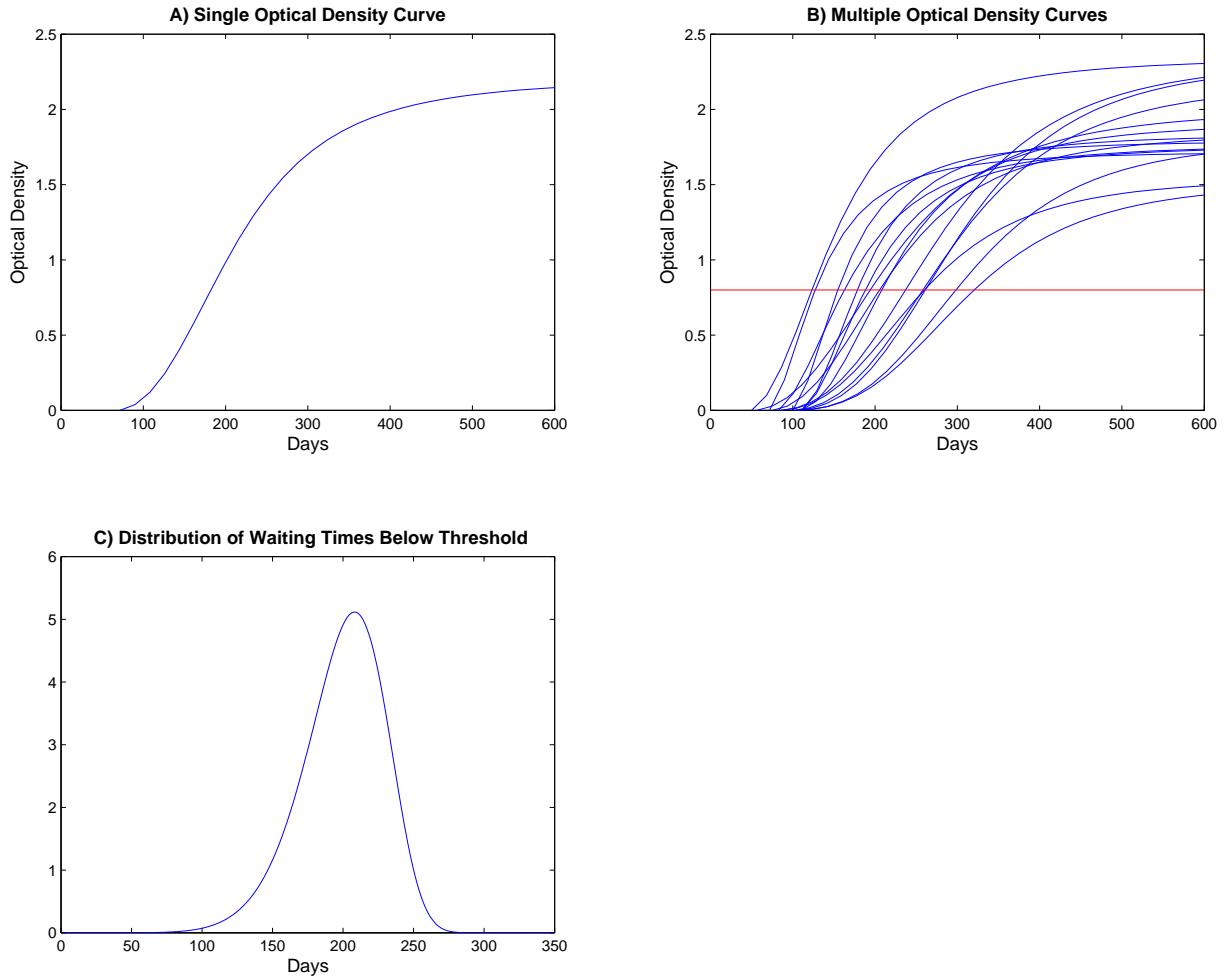 A) Single Optical Density Curve
2.5
2
1.5
1
0.5
0
Optical Density
0 100 200 300 400 500 600
Days
B) Multiple Optical Density Curves
2.5
2
1.5
1
0.5
0
Optical Density
0 100 200 300 400 500 600
Days
C) Distribution of Waiting Times Below Threshold
6
5
4
3
2
1
0
0 50 100 150 200 250 300 350
Days